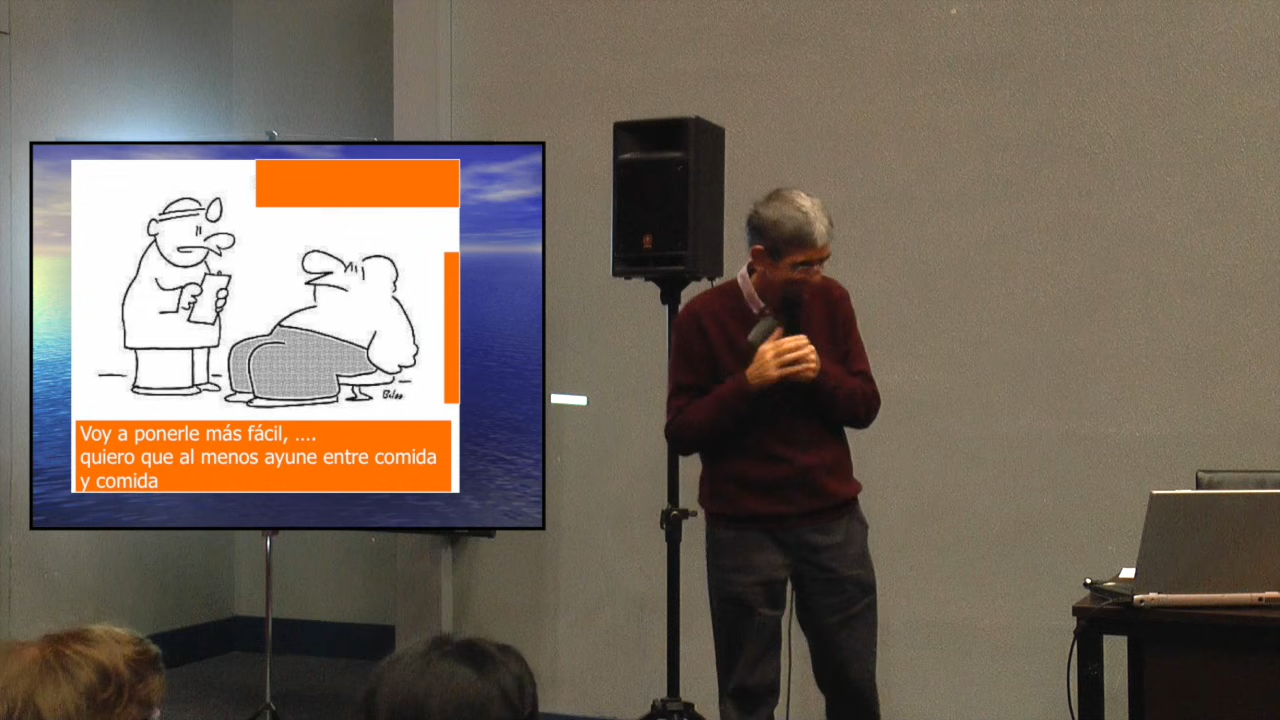 Voy a ponerle más fácil, ....
quiero que al menos ayune entre comida
y comida